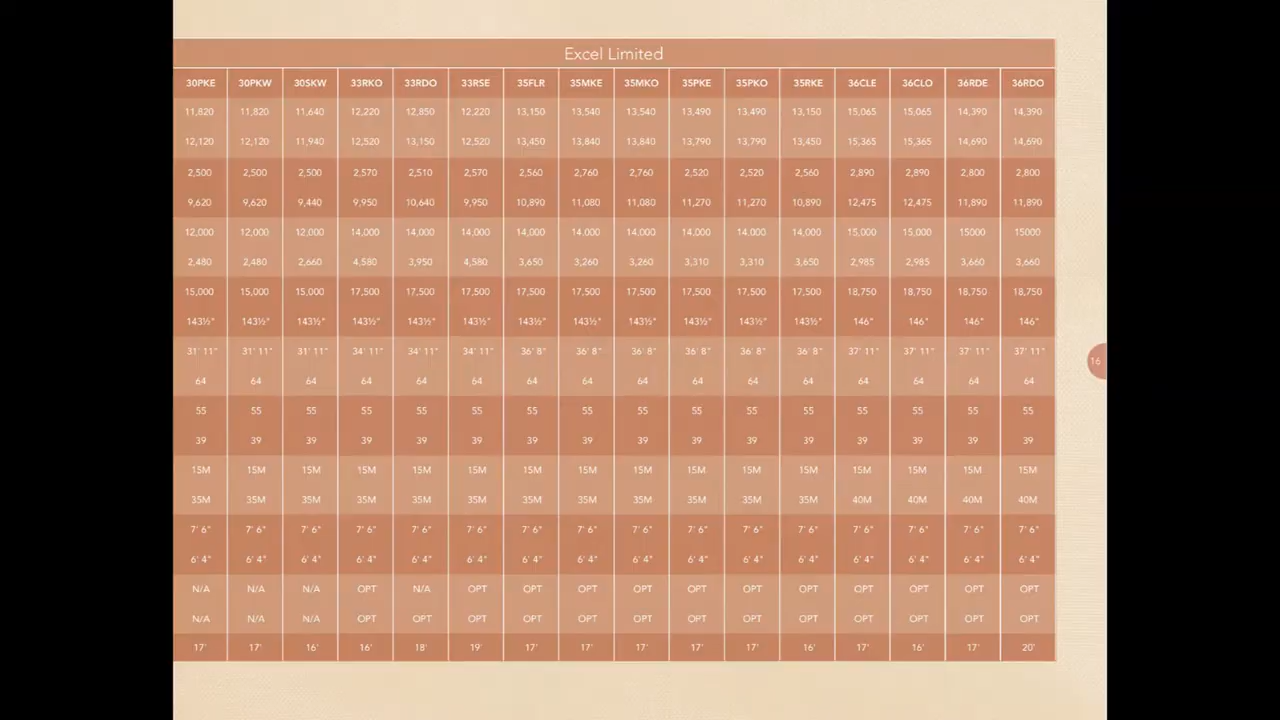 Excel Limited
30PKE 30PKW 30SKW 33RKO 33RDO 33RSE 35FLR 35MKE 35MKO 35PKE 35PKO 35RKE 36CLE 36CLO 36RDE 36RDO
11,820 11,820 11,640 12,220 12,850 12,220 13,150 13,540 13,540 13,490 13,490 13,150 15,065 15,065 14,390 14,390
12,120 12,120 11,940 12,520 13,150 12,520 13,450 13,840 13,840 13,790 13,790 13,450 15,365 15,365 14,690 14,690
2,500 2,500 2,500 2,570 2,510 2,570 2,560 2,760 2,760 2,520 2,520 2,560 2,890 2,890 2,800 2,800
9,620 9,620 9,440 9,950 10,640 9,950 10,890 11,080 11,080 11,270 11,270 10,890 12,475 12,475 11,890 11,890
12,000 12,000 12,000 14,000 14,000 14,000 14,000 14,000 14,000 14,000 14,000 14,000 15,000 15,000 15000 15000
2,480 2,480 2,660 4,580 3,950 4,580 3,650 3,260 3,260 3,310 3,310 3,650 2,985 2,985 3,660 3,660
15,000 15,000 15,000 17,500 17,500 17,500 17,500 17,500 17,500 17,500 17,500 17,500 18,750 18,750 18,750 18,750
143½" 143½" 143½" 143½" 143½" 143½" 143½" 143½" 143½" 143½" 143½" 143½" 146" 146" 146" 146"
31' 11" 31' 11" 31' 11" 34' 11" 34' 11" 34' 11" 36' 8" 36' 8" 36' 8" 36' 8" 36' 8" 36' 8" 37' 11" 37' 11" 37' 11" 37' 11"
16
64 64 64 64 64 64 64 64 64 64 64 64 64 64 64 64
55 55 55 55 55 55 55 55 55 55 55 55 55 55 55 55
39 39 39 39 39 39 39 39 39 39 39 39 39 39 39 39
15M 15M 15M 15M 15M 15M 15M 15M 15M 15M 15M 15M 15M 15M 15M 15M
35M 35M 35M 35M 35M 35M 35M 35M 35M 35M 35M 35M 40M 40M 40M 40M
7' 6" 7' 6" 7' 6" 7' 6" 7' 6" 7' 6" 7' 6" 7' 6" 7' 6" 7' 6" 7' 6" 7' 6" 7' 6" 7' 6" 7' 6" 7' 6"
6' 4" 6' 4" 6' 4" 6' 4" 6' 4" 6' 4" 6' 4" 6' 4" 6' 4" 6' 4" 6' 4" 6' 4" 6' 4" 6' 4" 6' 4" 6' 4"
N/A N/A N/A OPT N/A OPT OPT OPT OPT OPT OPT OPT OPT OPT OPT OPT
N/A N/A N/A OPT OPT OPT OPT OPT OPT OPT OPT OPT OPT OPT OPT OPT
17' 17' 16' 16' 18' 19' 17' 17' 17' 17' 17' 16' 17' 16' 17' 20'